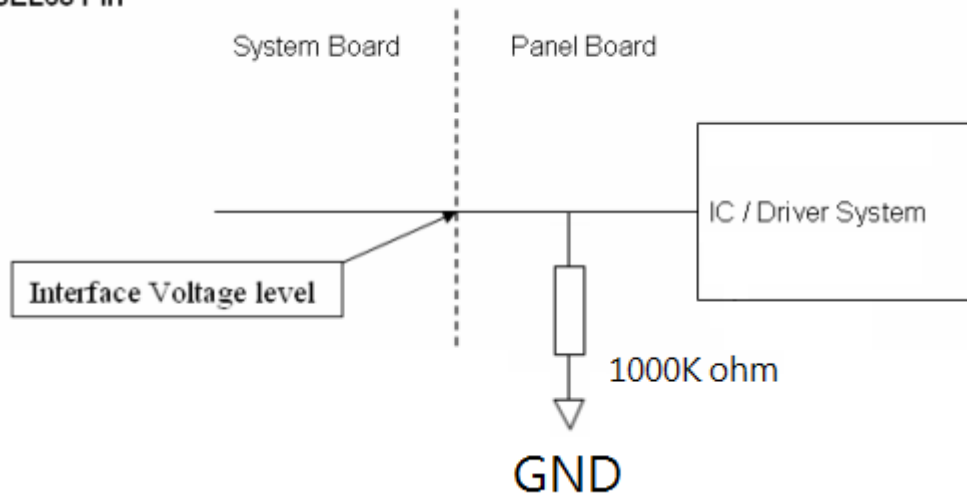 System Board
Panel Board
IC / Driver System
Interface Voltage level
1000K ohm
GND